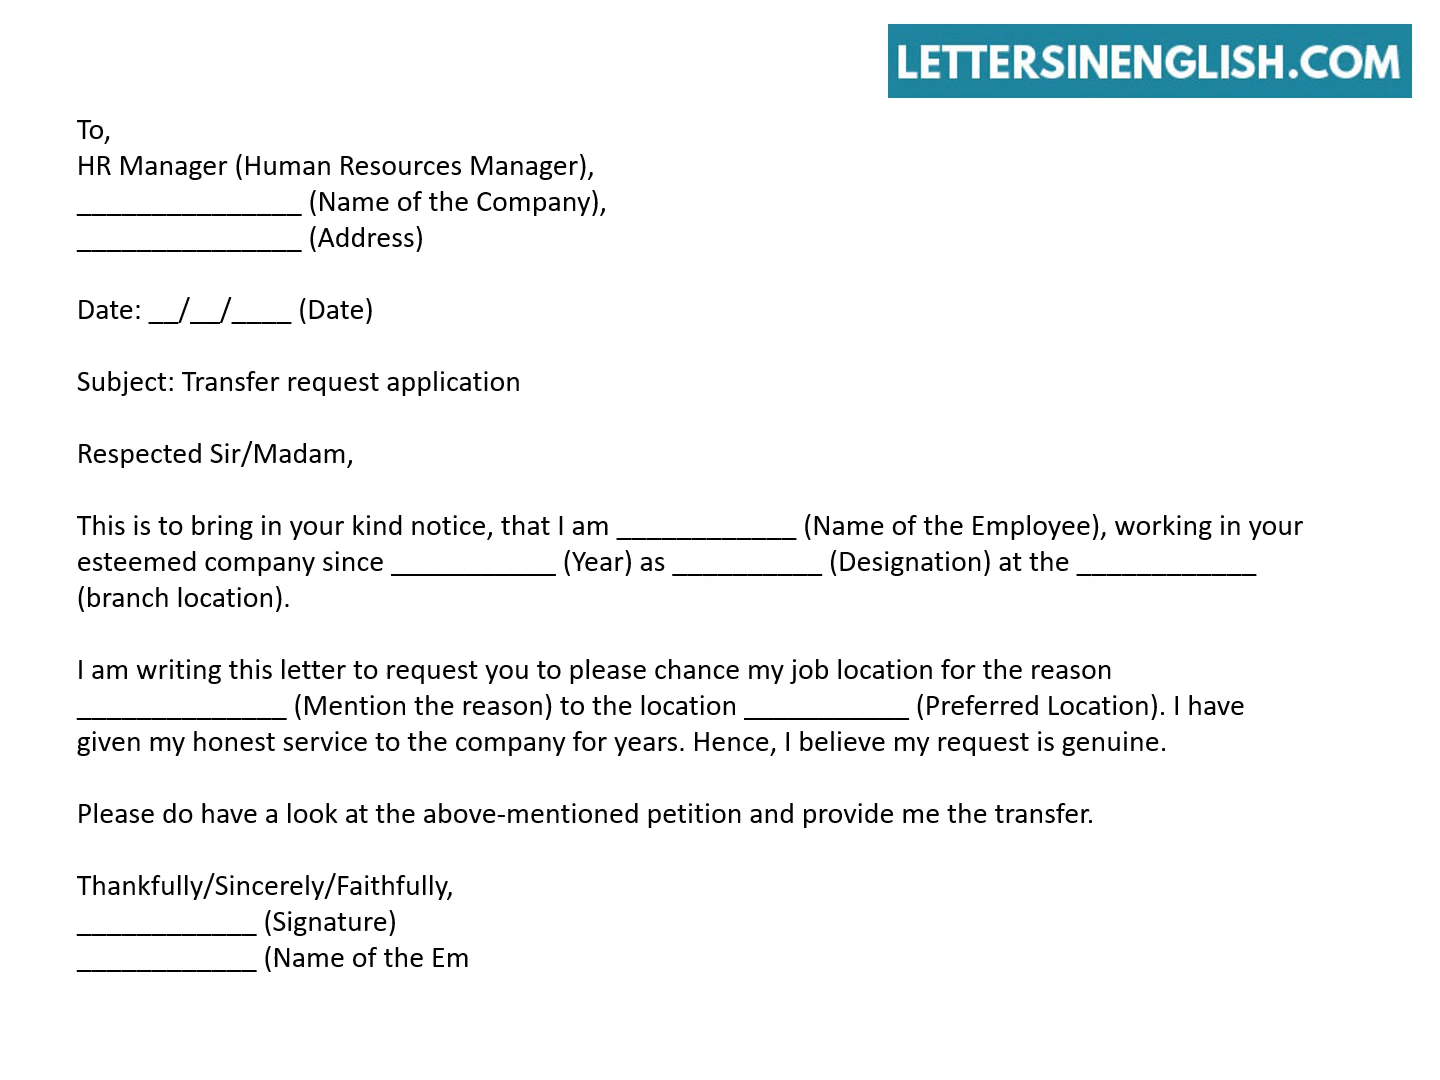 LETTERSINENGLISH.COM
To,
HR Manager (Human Resources Manager),
_______________ (Name of the Company),
_______________ (Address)
Date: __/__/____ (Date)
Subject: Transfer request application
Respected Sir/Madam,
This is to bring in your kind notice, that I am ____________ (Name of the Employee), working in your
esteemed company since ___________ (Year) as __________ (Designation) at the ____________
(branch location).
I am writing this letter to request you to please chance my job location for the reason
______________ (Mention the reason) to the location ___________ (Preferred Location). I have
given my honest service to the company for years. Hence, I believe my request is genuine.
Please do have a look at the above-mentioned petition and provide me the transfer.
Thankfully/Sincerely/Faithfully,
____________ (Signature)
____________ (Name of the Em